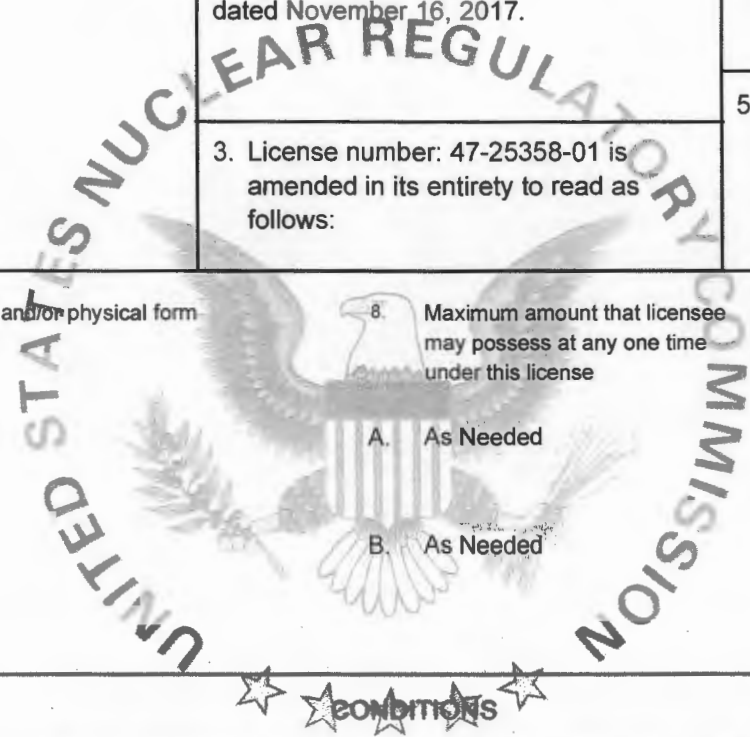 dated November 16, 2017.
5
3. License number: 47-25358-01 is
amended in its entirety to read as
follows:
and/or physical form
8. Maximum amount that licensee
may possess at any one time
under this license
A. As Needed
B. As Needed
CONDITIONS
UNITED STATES NUCLEAR REGULATORY COMMISSION